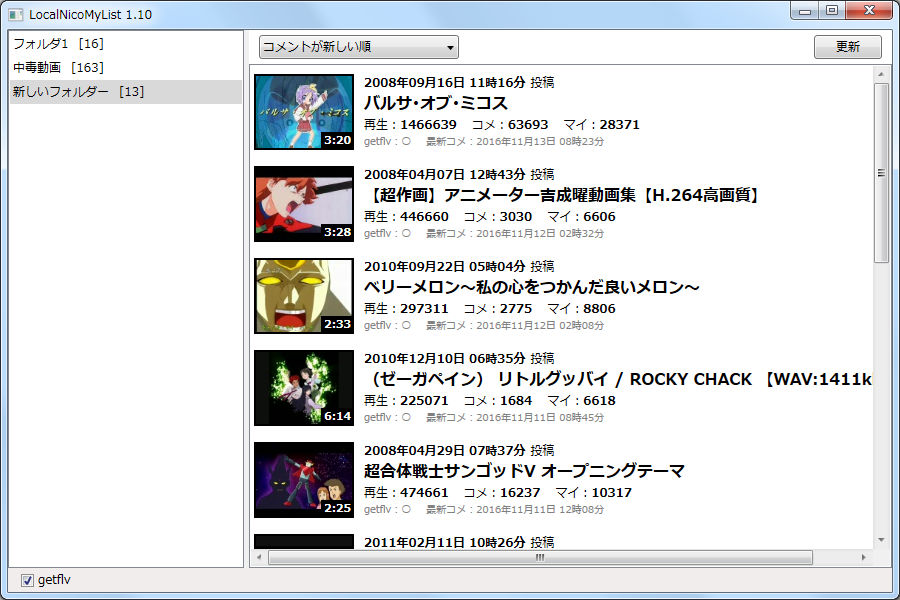 LocalNicoMyList 1.10
フォルダ1 [16]
中毒動画 [163]
新しいフォルダー [13]
コメントが新しい順
更新
2008年09月16日 11時16分 投稿
バルサ・オブ・ミコス
再生：1466639 コメ：63693 マイ：28371
getflv：○ 最新コメ：2016年11月13日 08時23分
バルサ・オブ・ミコス
3:20
2008年04月07日 12時43分 投稿
【超作画】アニメーター吉成曜動画集【H.264高画質】
再生：446660 コメ：3030 マイ：6606
getflv：○ 最新コメ：2016年11月12日 02時32分
3:28
2010年09月22日 05時04分 投稿
ベリーメロン～私の心をつかんだ良いメロン～
再生：297311 コメ：2775 マイ：8806
getflv：○ 最新コメ：2016年11月12日 02時08分
2:33
2010年12月10日 06時35分 投稿
（ゼーガペイン） リトルグッバイ / ROCKY CHACK 【WAV:1411k
再生：225071 コメ：1684 マイ：6618
getflv：○ 最新コメ：2016年11月11日 08時45分
6:14
2008年04月29日 07時37分 投稿
超合体戦士サンゴッドV オープニングテーマ
再生：474661 コメ：16237 マイ：10317
getflv：○ 最新コメ：2016年11月11日 12時08分
2:25
2011年02月11日 10時26分 投稿
getflv